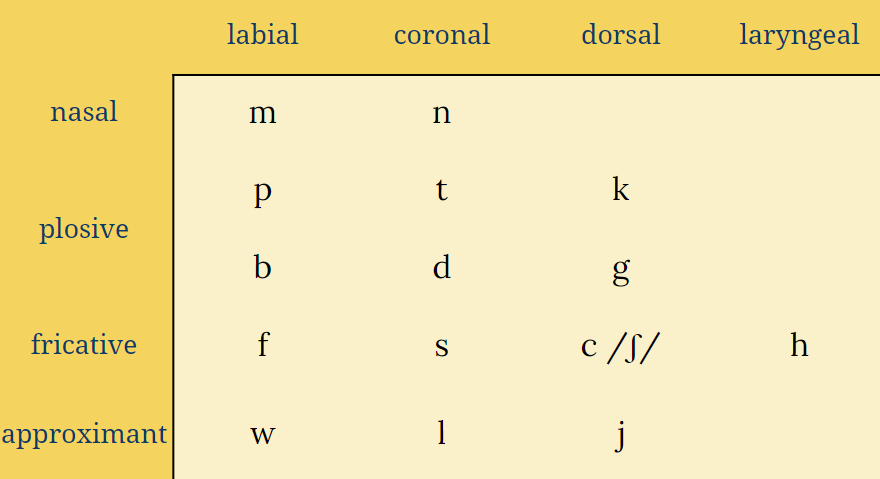 labial coronal dorsal laryngeal
nasal m n
p t k
plosive
b d g
fricative f s c /ʃ/ h
approximant w l j